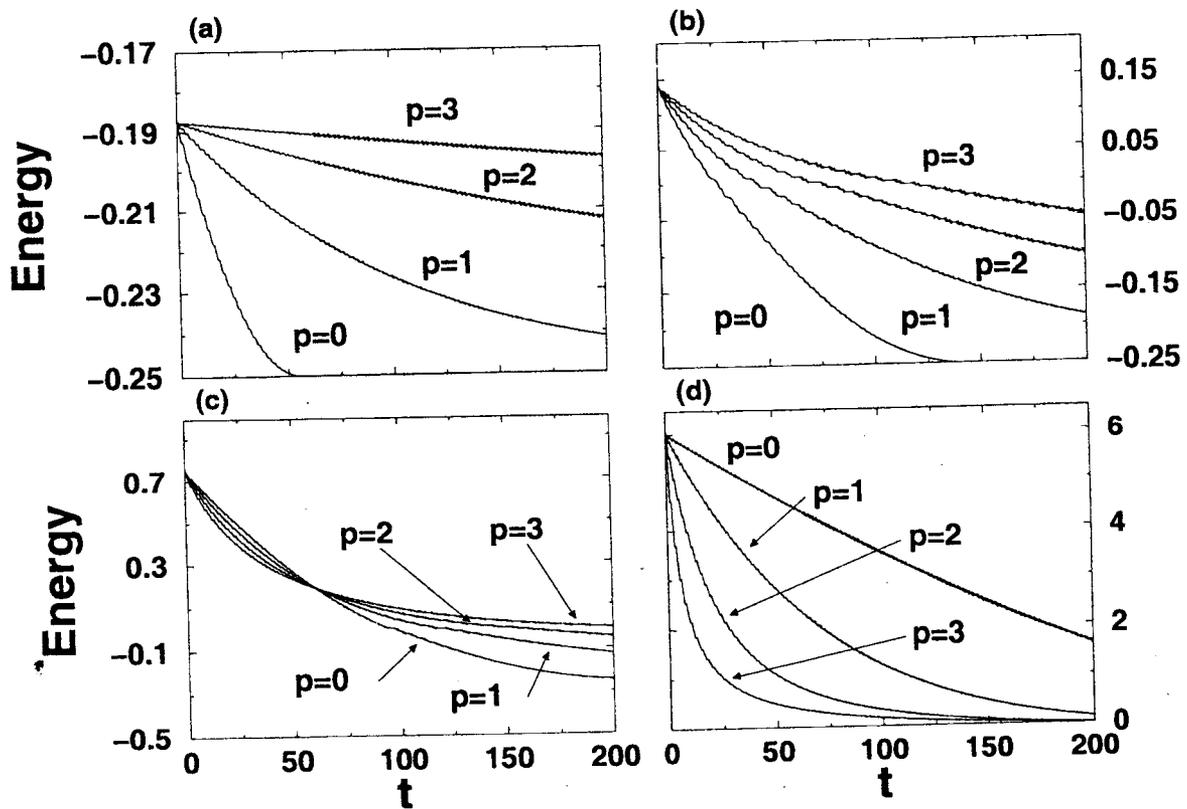 (a)
−0.17
−0.19
−0.21
−0.23
−0.25
Energy
p=3
p=2
p=1
p=0
(b)
0.15
0.05
−0.05
−0.15
−0.25
p=3
p=2
p=0
p=1
(c)
0.7
0.3
−0.1
−0.5
Energy
p=2
p=3
p=0
p=1
0
50
100
150
200
t
(d)
6
4
2
0
p=0
p=1
p=2
p=3
0
50
100
150
200
t